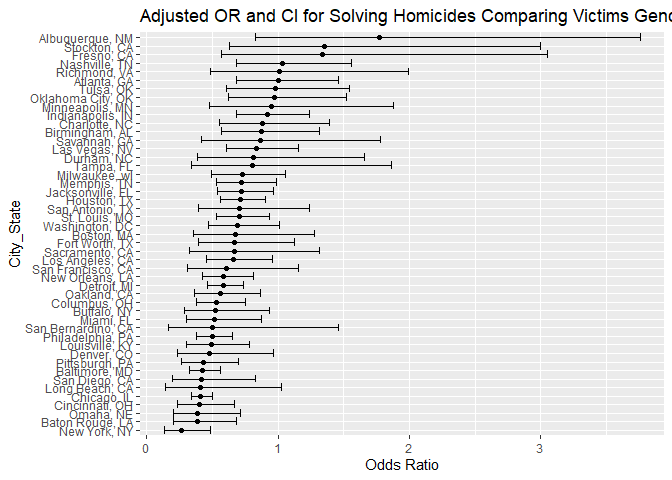 Adjusted OR and CI for Solving Homicides Comparing Victims Gend
Albuquerque, NM
Stockton, CA
Fresno, CA
Nashville, TN
Richmond, VA
Atlanta, GA
Tulsa, OK
Oklahoma City, OK
Minneapolis, MN
Indianapolis, IN
Charlotte, NC
Birmingham, AL
Savannah, GA
Las Vegas, NV
Durham, NC
Tampa, FL
Milwaukee, wI
Memphis, TN
Jacksonville, FL
Houston, TX
San Antonio, TX
St. Louis, MO
Washington, DC
Boston, MA
Fort Worth, TX
Sacramento, CA
Los Angeles, CA
San Francisco, CA
New Orleans, LA
Detroit, MI
Oakland, CA
Columbus, OH
Buffalo, NY
Miami, FL
San Bernardino, CA
Philadelphia, PA
Louisville, KY
Denver, CO
Pittsburgh, PA
Baltimore, MD
San Diego, CA
Long Beach, CA
Chicago, IL
Cincinnati, OH
Omaha, NE
Baton Rouge, LA
New York, NY
City_State
0 1 2 3
Odds Ratio